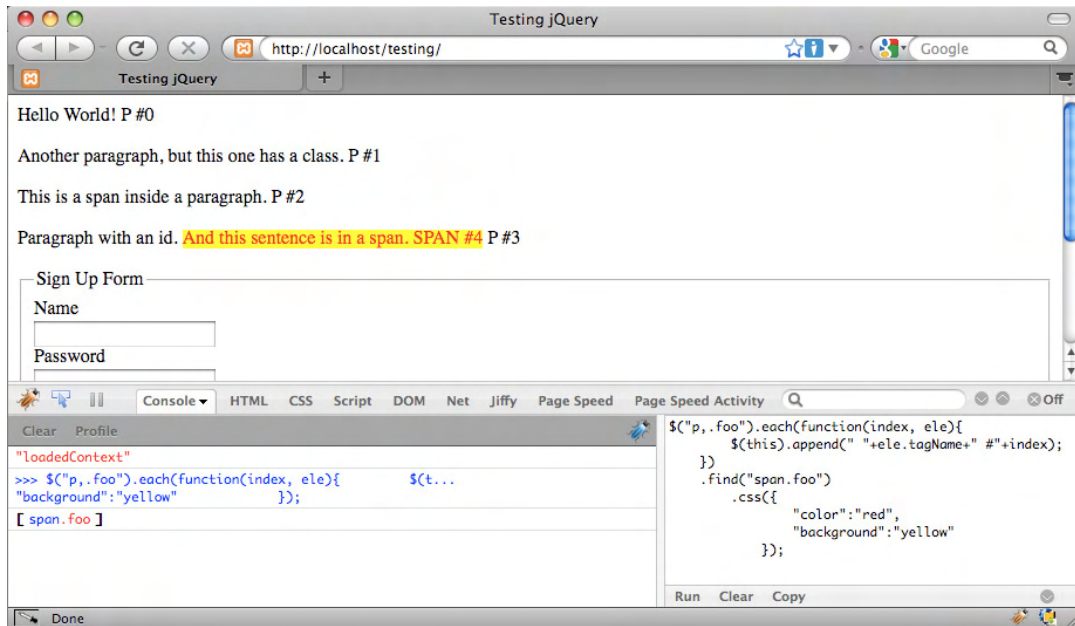 Testing jQuery
http://localhost/testing/
Google
Testing jQuery
Hello World! P #0
Another paragraph, but this one has a class. P #1
This is a span inside a paragraph. P #2
Paragraph with an id. And this sentence is in a span. SPAN #4 P #3
Sign Up Form
Name
Password
Console HTML CSS Script DOM Net Jiffy Page Speed Page Speed Activity Off
Clear Profile
"loadedContext"
>>> $("p,.foo").each(function(index, ele){ $(t...
"background":"yellow" });
[ span.foo ]
$("p,.foo").each(function(index, ele){
$(this).append(" "+ele.tagName+" #"+index);
})
.find("span.foo")
.css({
"color":"red",
"background":"yellow"
});
Run Clear Copy
Done